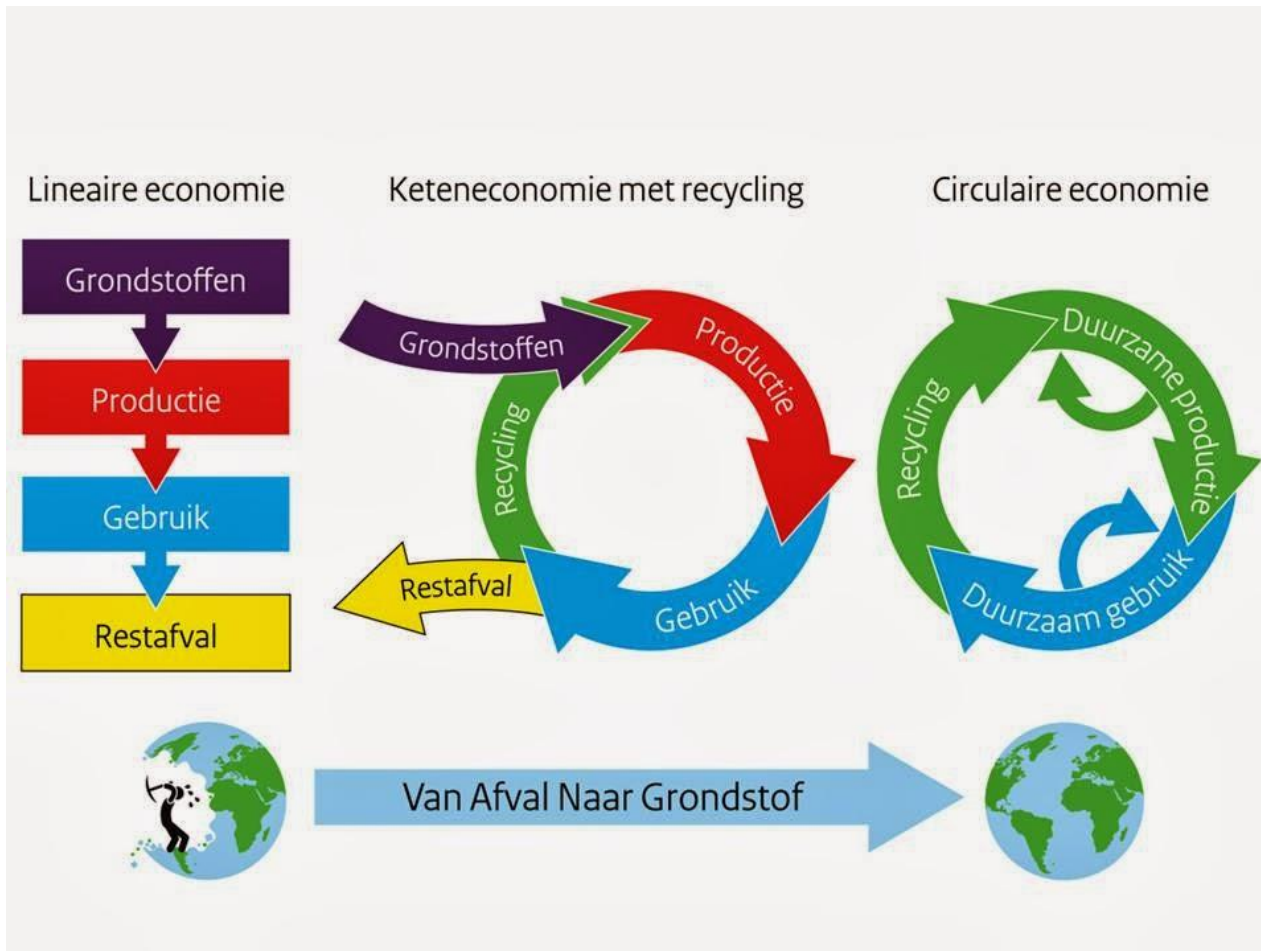 Lineaire economie
Grondstoffen
Productie
Gebruik
Restafval
Keteneconomie met recycling
Grondstoffen
Productie
Gebruik
Recycling
Restafval
Circulaire economie
Duurzame productie
Duurzaam gebruik
Recycling
Van Afval Naar Grondstof